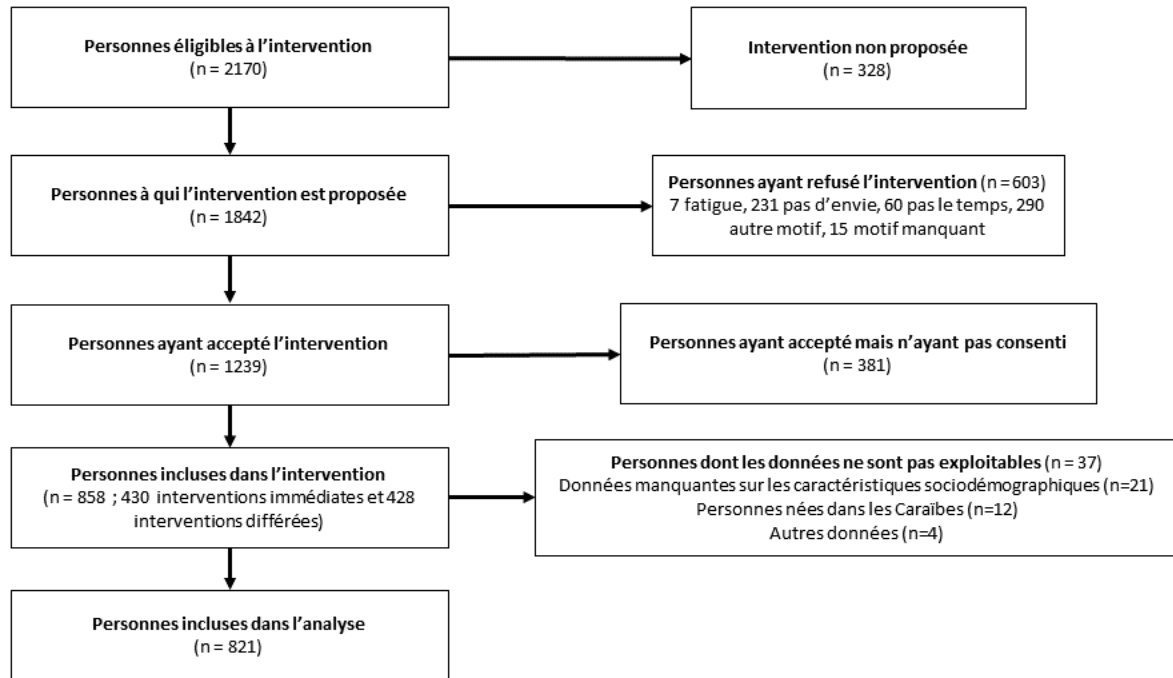 Personnes éligibles à l’intervention
(n = 2170)
Intervention non proposée
(n = 328)
Personnes à qui l’intervention est proposée
(n = 1842)
Personnes ayant refusé l’intervention (n = 603)
7 fatigue, 231 pas d’envie, 60 pas le temps, 290
autre motif, 15 motif manquant
Personnes ayant accepté l’intervention
(n = 1239)
Personnes ayant accepté mais n’ayant pas consenti
(n = 381)
Personnes incluses dans l’intervention
(n = 858 ; 430 interventions immédiates et 428
interventions différées)
Personnes dont les données ne sont pas exploitables (n = 37)
Données manquantes sur les caractéristiques sociodémographiques (n=21)
Personnes nées dans les Caraïbes (n=12)
Autres données (n=4)
Personnes incluses dans l’analyse
(n = 821)